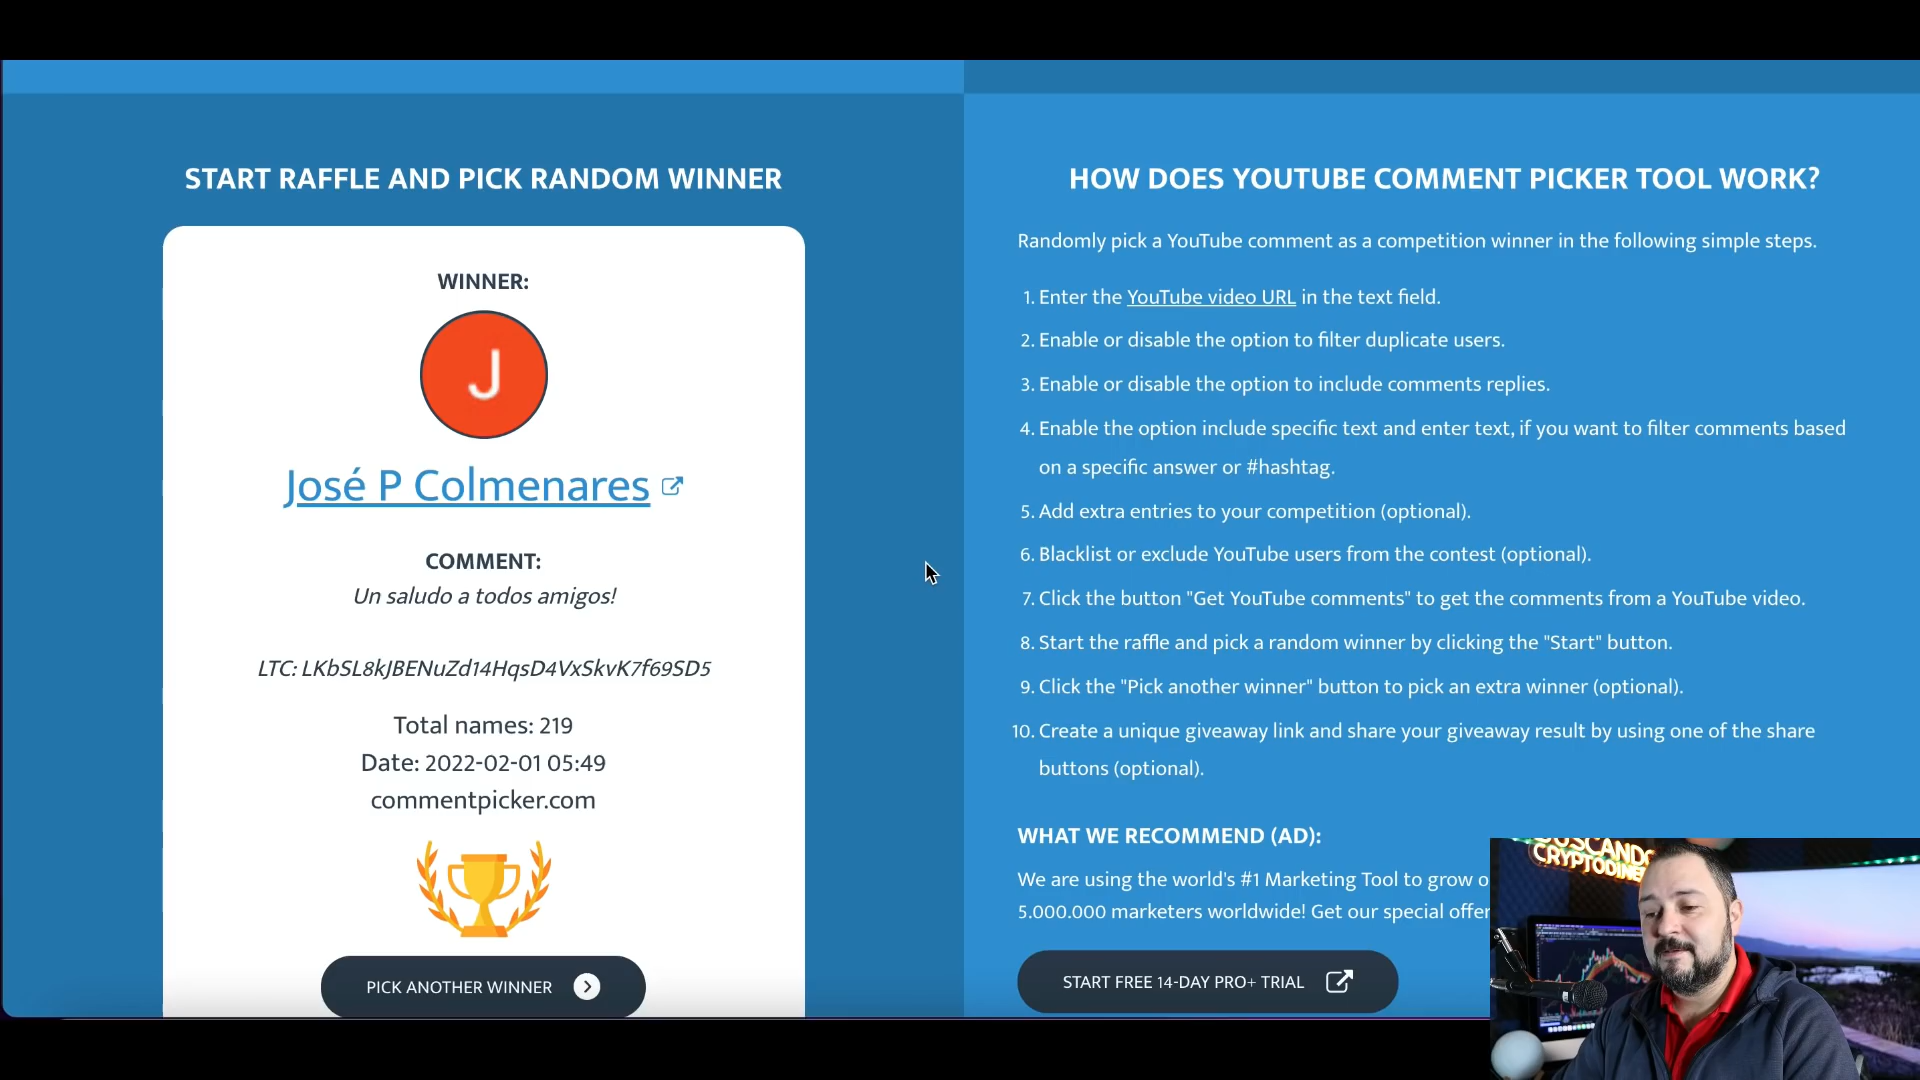 START RAFFLE AND PICK RANDOM WINNER
WINNER:
J
José P Colmenares
COMMENT:
Un saludo a todos amigos!
LTC: LKbSL8kJBENuZd14HqsD4VxSkvK7f69SD5
Total names: 219
Date: 2022-02-01 05:49
commentpicker.com
PICK ANOTHER WINNER
HOW DOES YOUTUBE COMMENT PICKER TOOL WORK?
Randomly pick a YouTube comment as a competition winner in the following simple steps.
1. Enter the YouTube video URL in the text field.
2. Enable or disable the option to filter duplicate users.
3. Enable or disable the option to include comments replies.
4. Enable the option include specific text and enter text, if you want to filter comments based
on a specific answer or #hashtag.
5. Add extra entries to your competition (optional).
6. Blacklist or exclude YouTube users from the contest (optional).
7. Click the button "Get YouTube comments" to get the comments from a YouTube video.
8. Start the raffle and pick a random winner by clicking the "Start" button.
9. Click the "Pick another winner" button to pick an extra winner (optional).
10. Create a unique giveaway link and share your giveaway result by using one of the share
buttons (optional).
WHAT WE RECOMMEND (AD):
We are using the world's #1 Marketing Tool to grow o
5.000.000 marketers worldwide! Get our special offer
START FREE 14-DAY PRO+ TRIAL